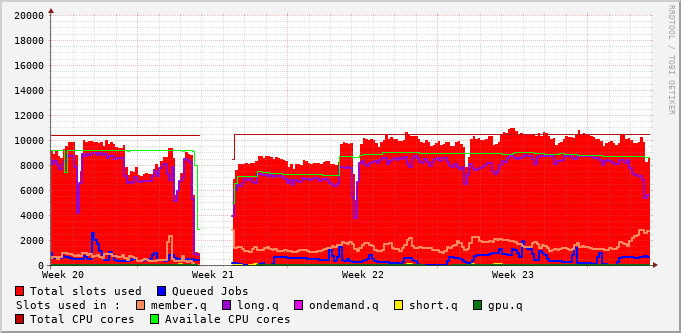 RRDTOOL / TOBI OETIKER
20000
18000
16000
14000
12000
10000
8000
6000
4000
2000
0
Week 20 Week 21 Week 22 Week 23
Total slots used Queued Jobs
Slots used in : member.q long.q ondemand.q short.q gpu.q
Total CPU cores Availale CPU cores